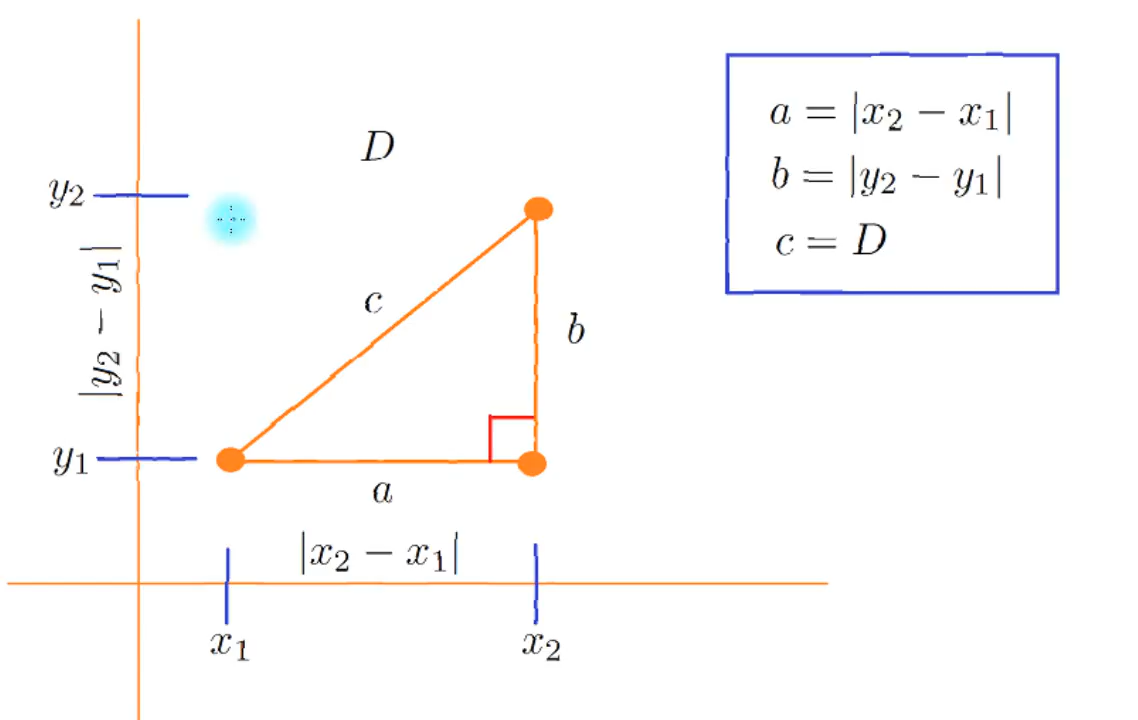 D
y₂
|y₂ − y₁|
c
b
y₁
a
|x₂ − x₁|
x₁
x₂
a = |x₂ − x₁|
b = |y₂ − y₁|
c = D